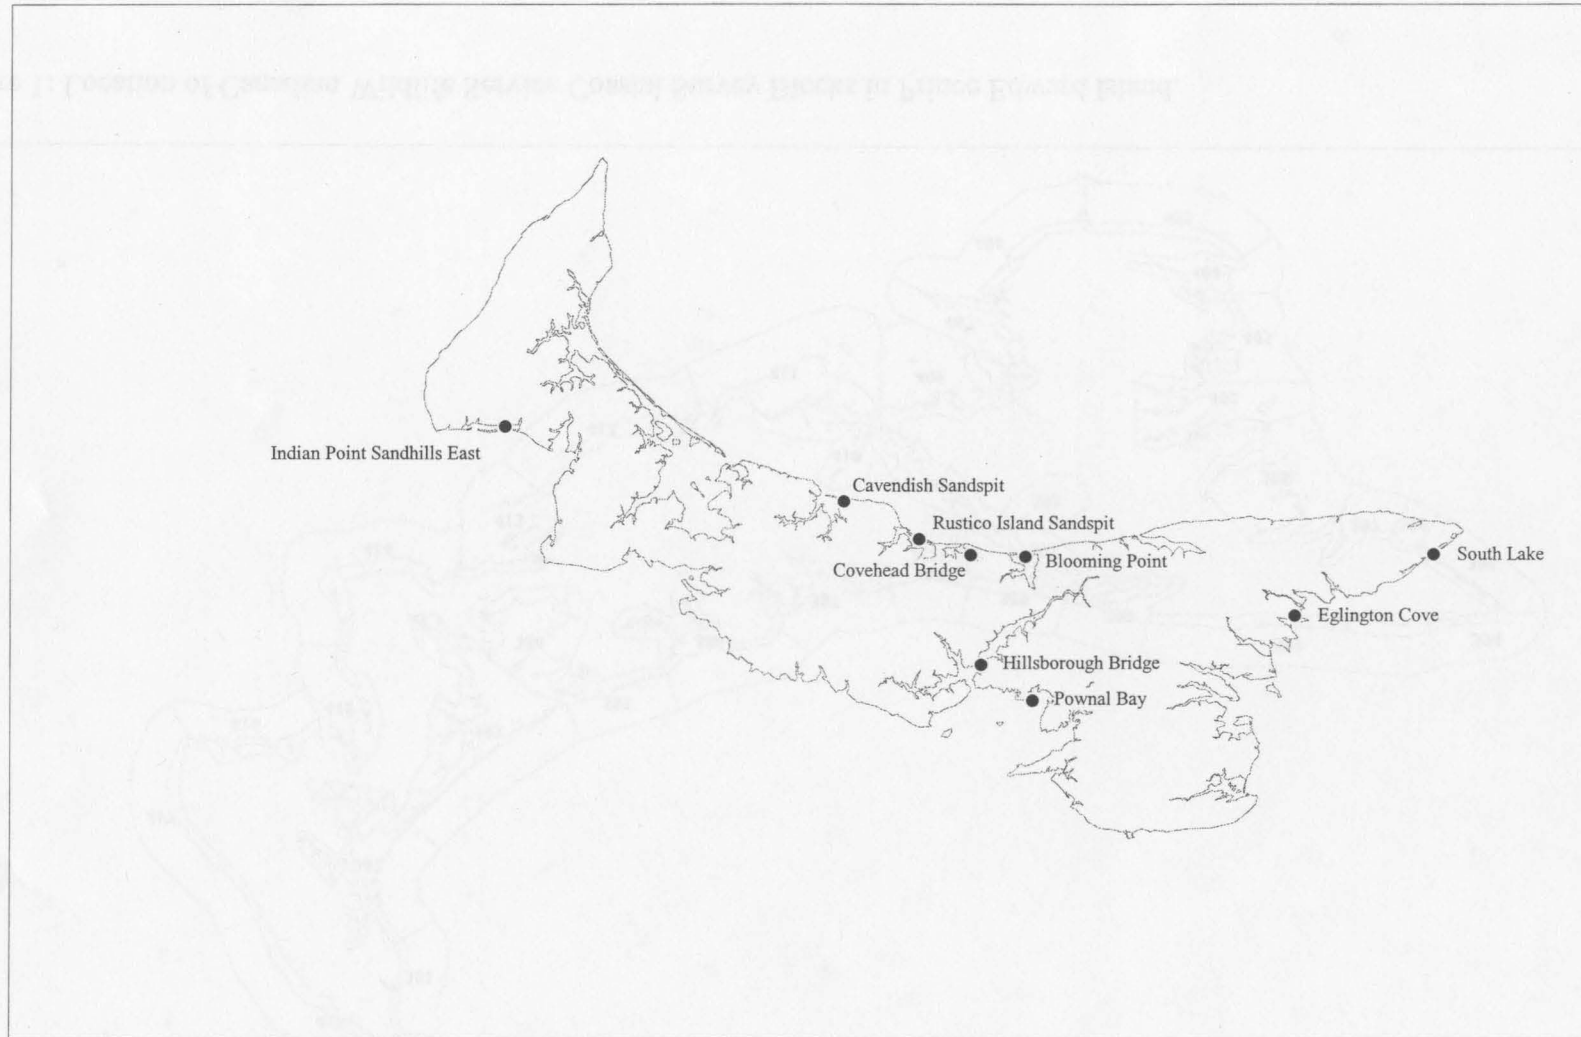 Indian Point Sandhills East
Cavendish Sandspit
Rustico Island Sandspit
Covehead Bridge
Blooming Point
South Lake
Eglington Cove
Hillsborough Bridge
Pownal Bay